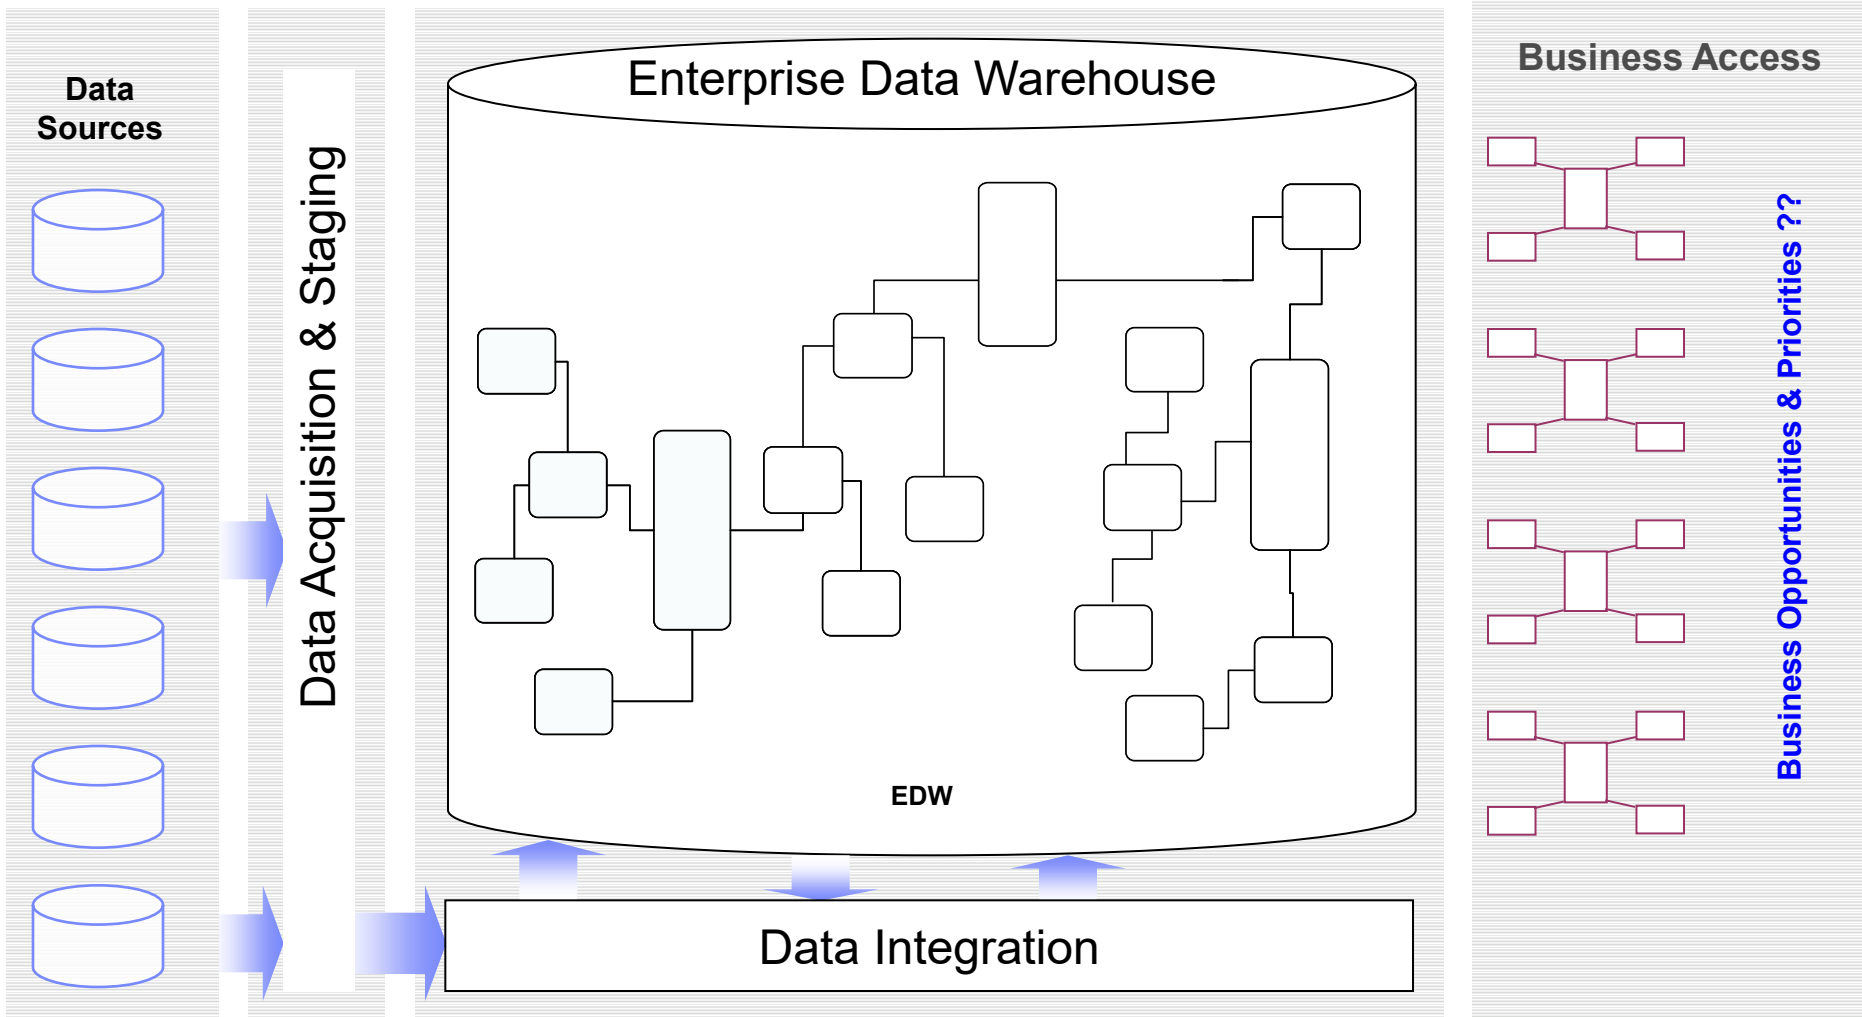 Data
Sources
Data Acquisition & Staging
Enterprise Data Warehouse
EDW
Data Integration
Business Access
Business Opportunities & Priorities ??